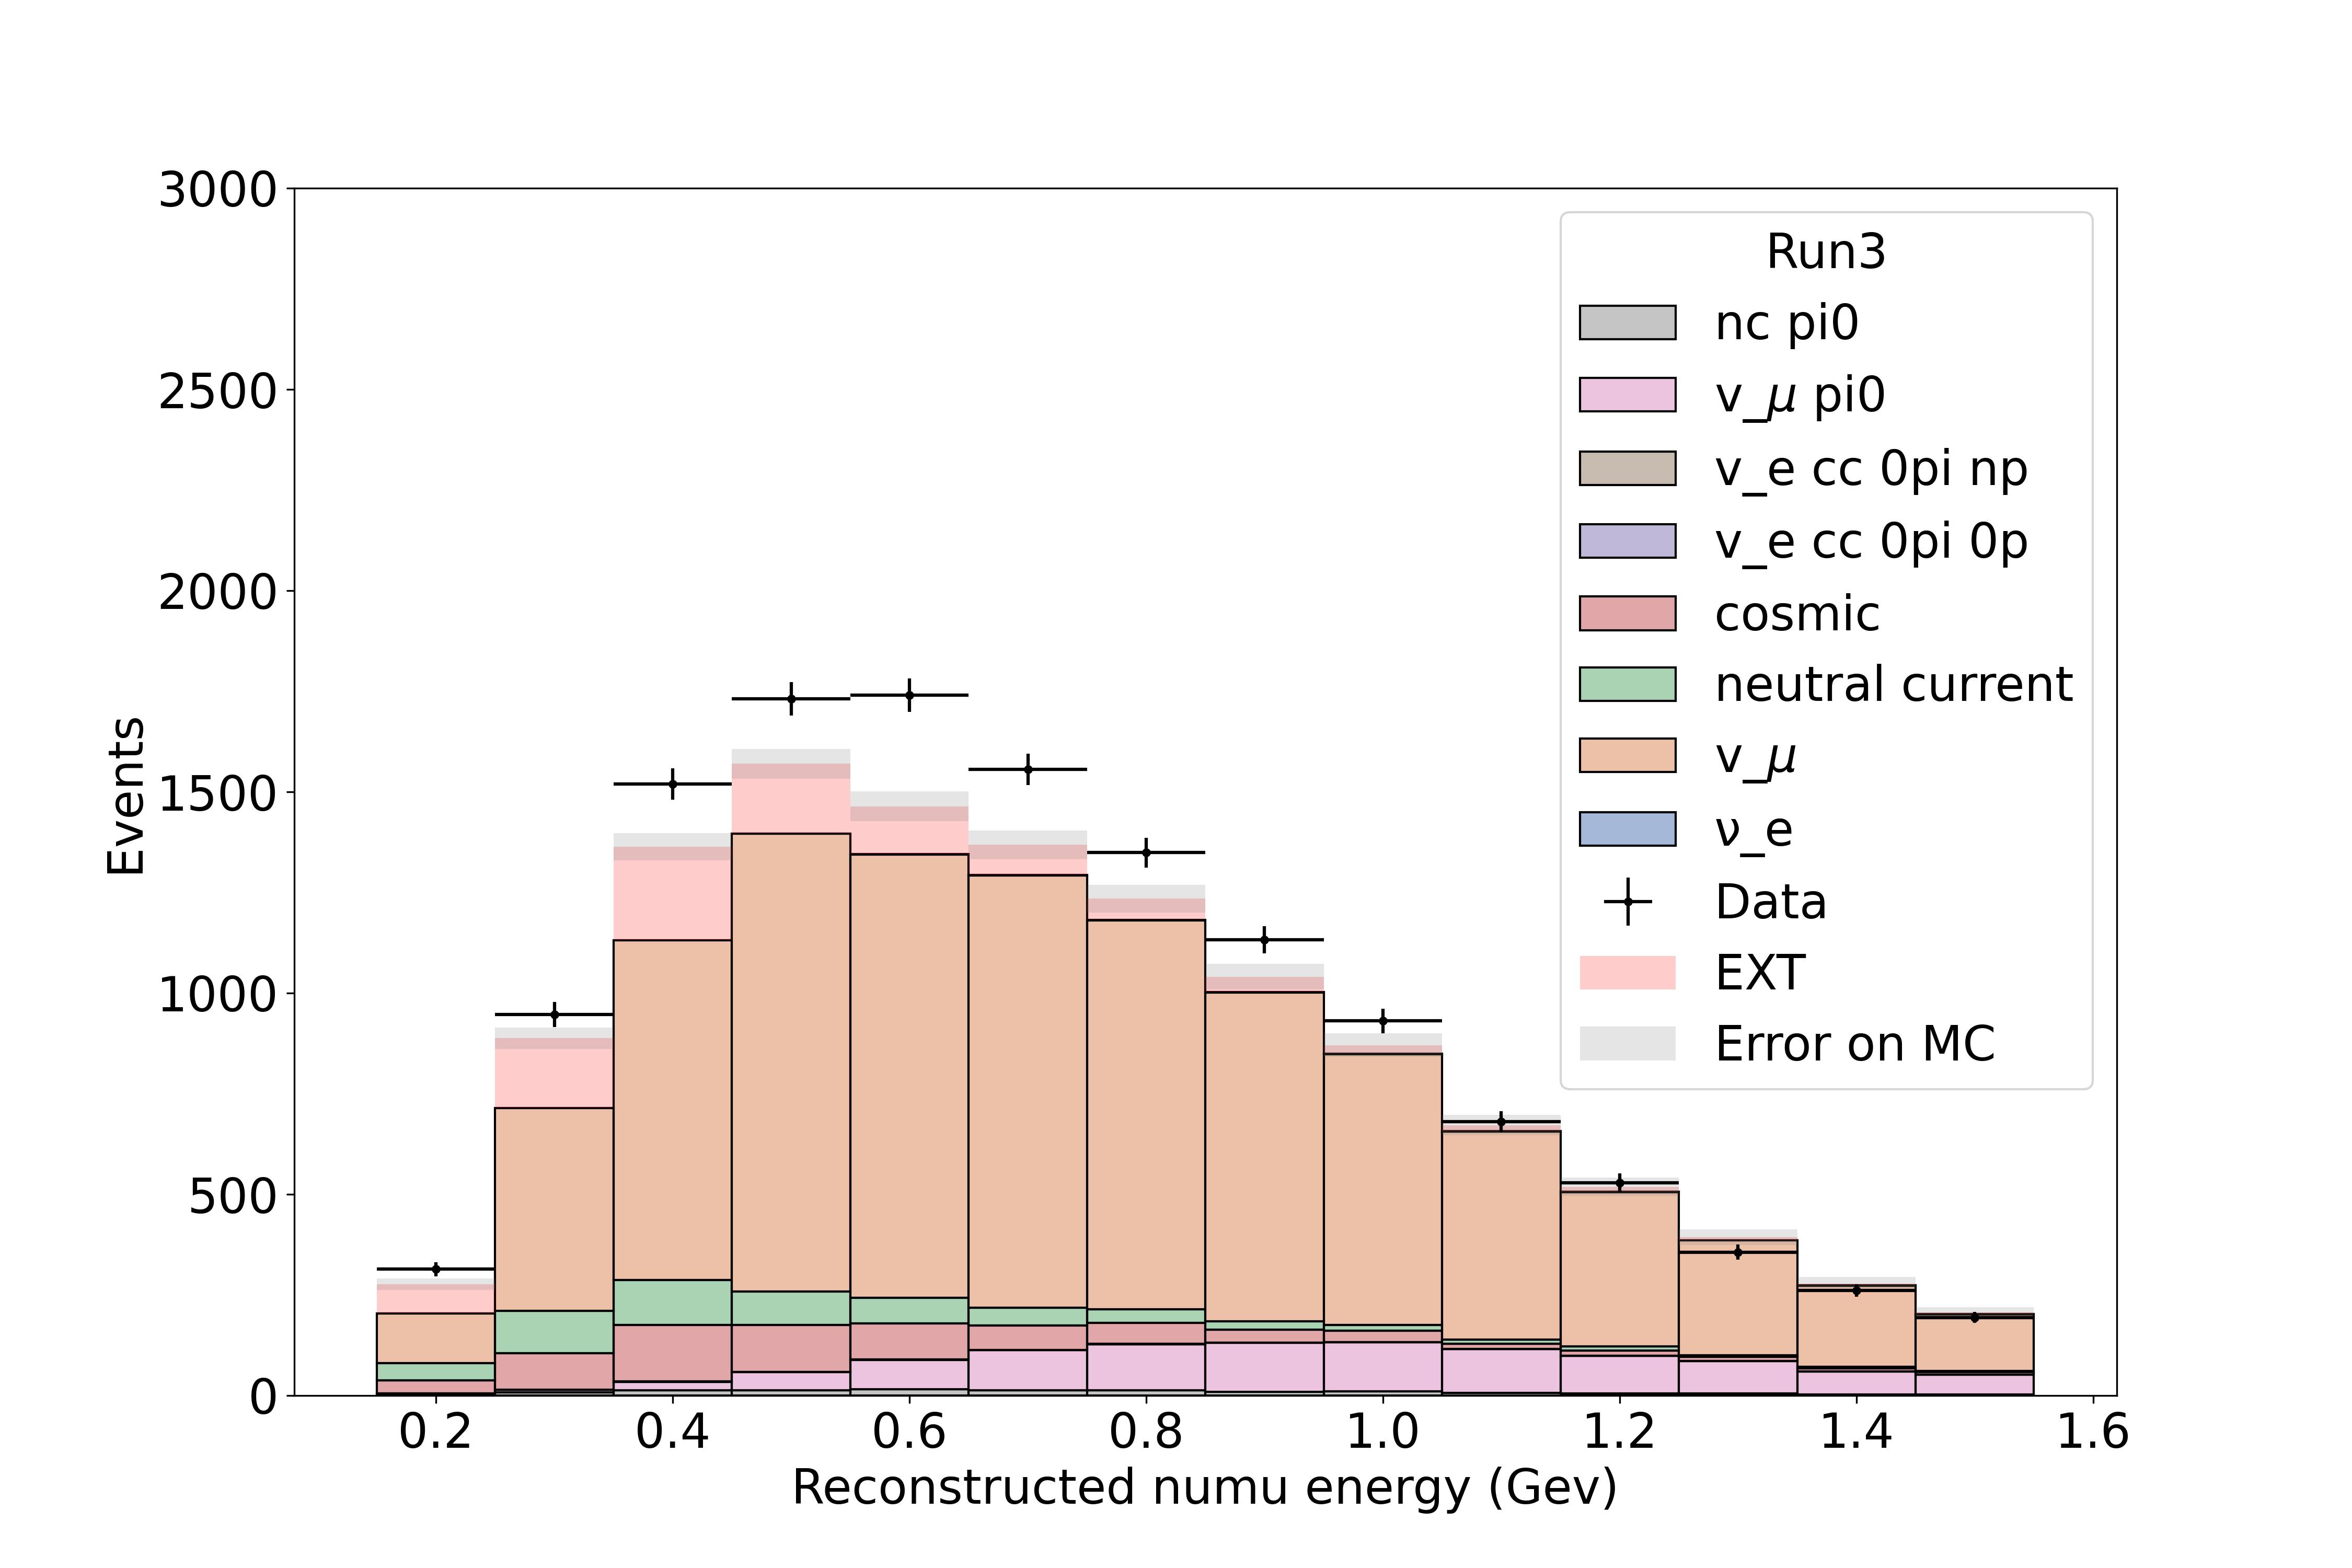 3000
2500
2000
1500
1000
500
0
Events
0.2 0.4 0.6 0.8 1.0 1.2 1.4 1.6
Reconstructed numu energy (Gev)
Run3
nc pi0
v_μ pi0
v_e cc 0pi np
v_e cc 0pi 0p
cosmic
neutral current
v_μ
ν_e
Data
EXT
Error on MC